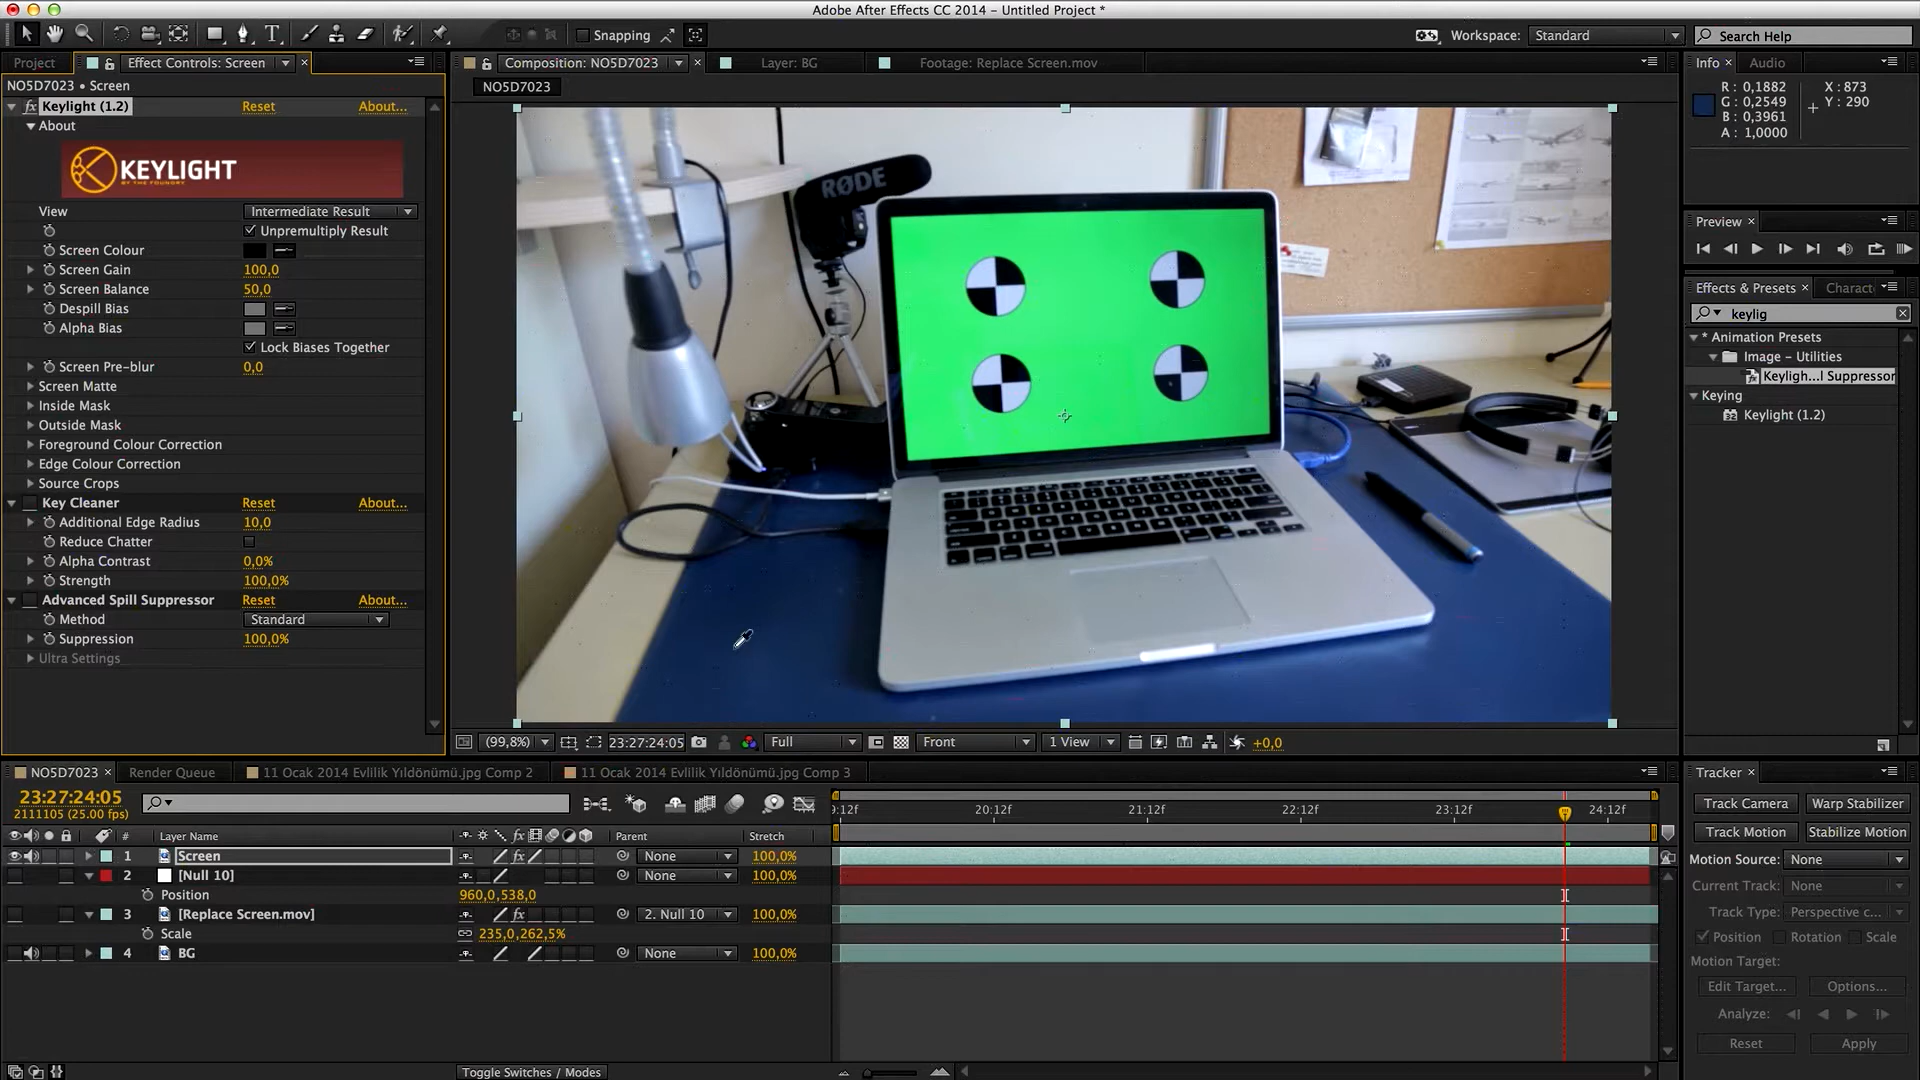 Adobe After Effects CC 2014 – Untitled Project *
Snapping
Workspace: Standard
Search Help
Project
Effect Controls: Screen
Composition: NO5D7023
Layer: BG
Footage: Replace Screen.mov
Info
Audio
NO5D7023 • Screen
NO5D7023
R : 0,1882
G : 0,2549
B : 0,3961
A : 1,0000
X : 873
Y : 290
Keylight (1.2)
Reset
About...
About
KEYLIGHT
BY THE FOUNDRY
View
Intermediate Result
Unpremultiply Result
Screen Colour
Screen Gain
100,0
Screen Balance
50,0
Despill Bias
Alpha Bias
Lock Biases Together
Screen Pre-blur
0,0
Screen Matte
Inside Mask
Outside Mask
Foreground Colour Correction
Edge Colour Correction
Source Crops
Key Cleaner
Reset
About...
Additional Edge Radius
10,0
Reduce Chatter
Alpha Contrast
0,0%
Strength
100,0%
Advanced Spill Suppressor
Reset
About...
Method
Standard
Suppression
100,0%
Ultra Settings
RØDE
Preview
Effects & Presets
Charact
keylig
* Animation Presets
Image – Utilities
Keyligh...l Suppressor
Keying
Keylight (1.2)
(99,8%)
23:27:24:05
Full
Front
1 View
+0,0
NO5D7023
Render Queue
11 Ocak 2014 Evlilik Yıldönümü.jpg Comp 2
11 Ocak 2014 Evlilik Yıldönümü.jpg Comp 3
23:27:24:05
2111105 (25.00 fps)
9:12f
20:12f
21:12f
22:12f
23:12f
24:12f
#
Layer Name
Parent
Stretch
1
Screen
None
100,0%
2
[Null 10]
None
100,0%
Position
960,0,538,0
3
[Replace Screen.mov]
2. Null 10
100,0%
Scale
235,0,262,5%
4
BG
None
100,0%
Toggle Switches / Modes
Tracker
Track Camera
Warp Stabilizer
Track Motion
Stabilize Motion
Motion Source: None
Current Track: None
Track Type: Perspective c...
Position
Rotation
Scale
Motion Target:
Edit Target...
Options...
Analyze:
Reset
Apply